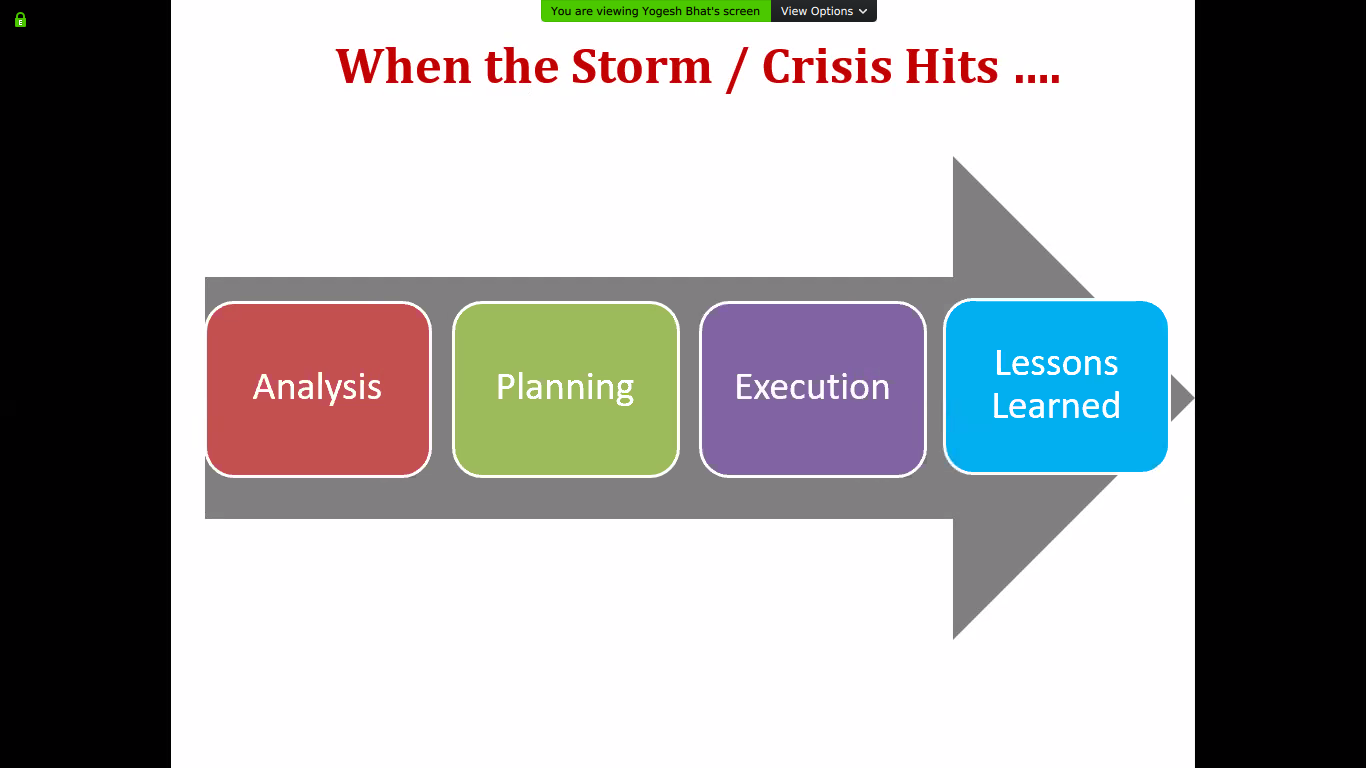 You are viewing Yogesh Bhat's screen View Options
When the Storm / Crisis Hits ....
Analysis
Planning
Execution
Lessons
Learned